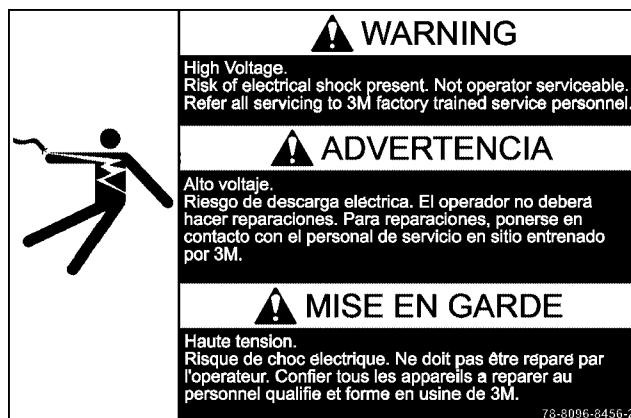 WARNING
High Voltage.
Risk of electrical shock present. Not operator serviceable.
Refer all servicing to 3M factory trained service personnel.
ADVERTENCIA
Alto voltaje.
Riesgo de descarga eléctrica. El operador no deberá
hacer reparaciones. Para reparaciones, ponerse en
contacto con el personal de servicio en sitio entrenado
por 3M.
MISE EN GARDE
Haute tension.
Risque de choc électrique. Ne doit pas être réparé par
l'operateur. Confier tous les appareils a reparer au
personnel qualifie et forme en usine de 3M.
78-8096-8456-